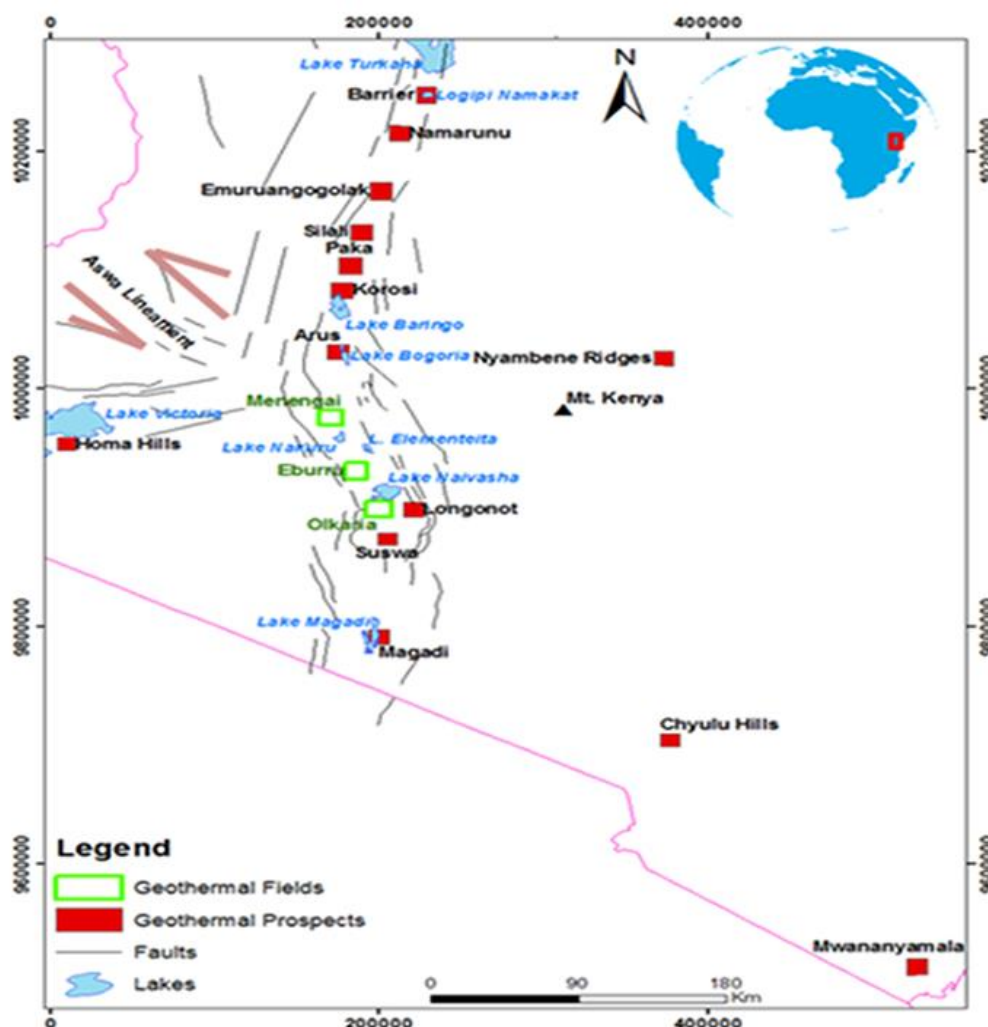 0 200000 400000
Lake Turkana
N
Barrier Logipi Namakat
Namarunu
10200000 10200000
Emuruangogolak
Silali
Paka
Aswa Lineament
Korosi
Lake Baringo
Arus
Lake Bogoria
Nyambene Ridges
10000000 10000000
Menengai
Mt. Kenya
Lake Victoria
Homa Hills
Lake Nakuru
L. Elementeita
Eburru
Lake Naivasha
Longonot
Olkaria
Suswa
Lake Magadi
9800000 9800000
Magadi
Chyulu Hills
Legend
9600000 9600000
Geothermal Fields
Geothermal Prospects
Faults
Mwananyamala
Lakes
0 90 180
Km
0 200000 400000